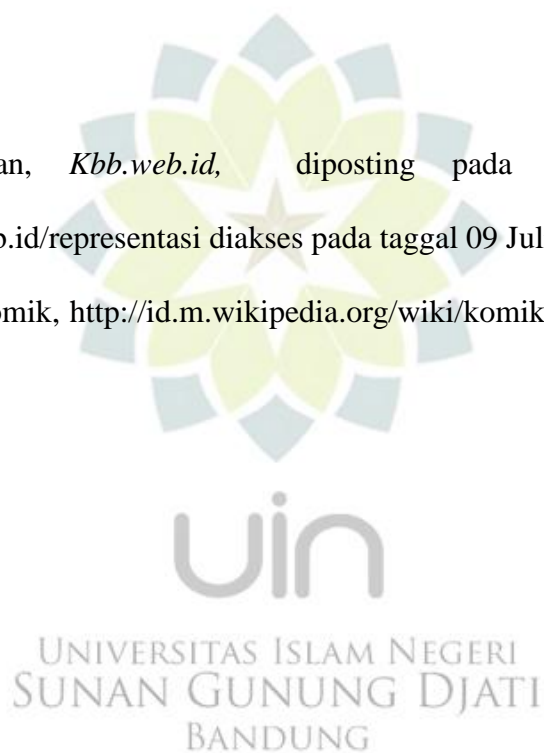 an, Kbb.web.id, diposting pada
b.id/representasi diakses pada taggal 09 Jul
omik, http://id.m.wikipedia.org/wiki/komik
uin
UNIVERSITAS ISLAM NEGERI
SUNAN GUNUNG DJATI
BANDUNG